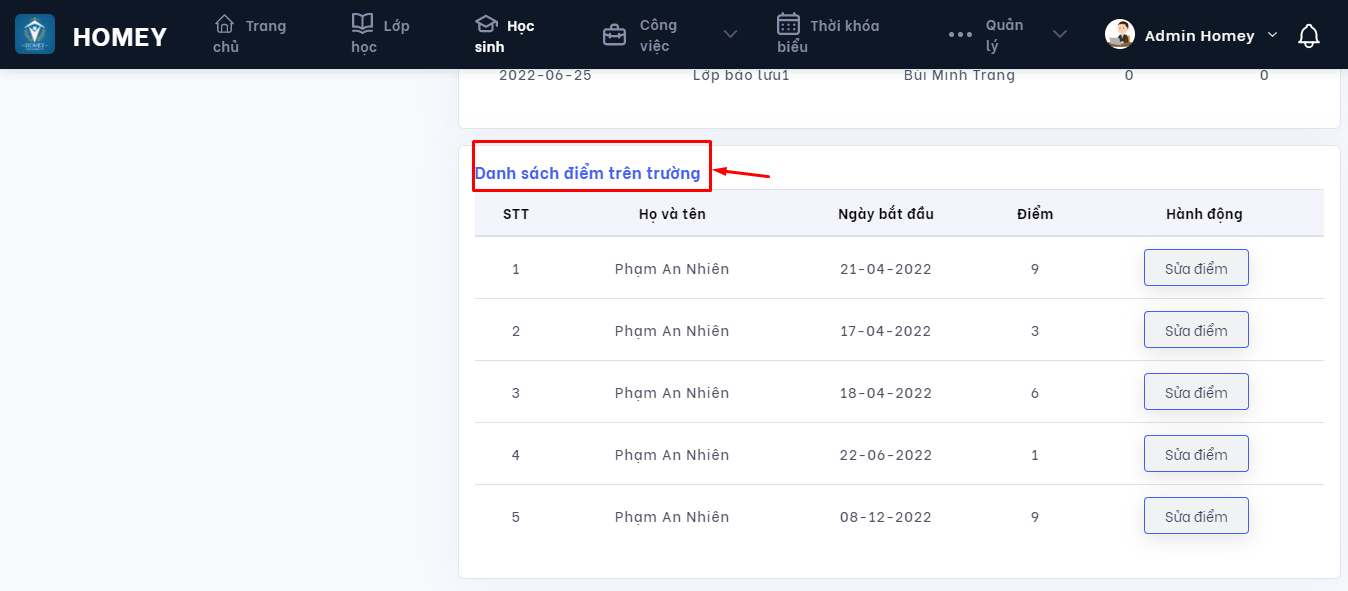 HOMEY
Trang
chủ
Lớp
học
Học
sinh
Công
việc
Thời khóa
biểu
Quản
lý
Admin Homey
2022-06-25 Lớp bảo lưu1 Bùi Minh Trang 0 0
Danh sách điểm trên trường
STT Họ và tên Ngày bắt đầu Điểm Hành động
1 Phạm An Nhiên 21-04-2022 9 Sửa điểm
2 Phạm An Nhiên 17-04-2022 3 Sửa điểm
3 Phạm An Nhiên 18-04-2022 6 Sửa điểm
4 Phạm An Nhiên 22-06-2022 1 Sửa điểm
5 Phạm An Nhiên 08-12-2022 9 Sửa điểm